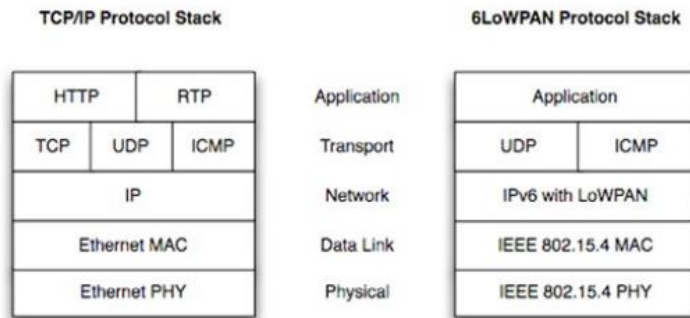 TCP/IP Protocol Stack 6LoWPAN Protocol Stack
HTTP RTP Application Application
TCP UDP ICMP Transport UDP ICMP
IP Network IPv6 with LoWPAN
Ethernet MAC Data Link IEEE 802.15.4 MAC
Ethernet PHY Physical IEEE 802.15.4 PHY